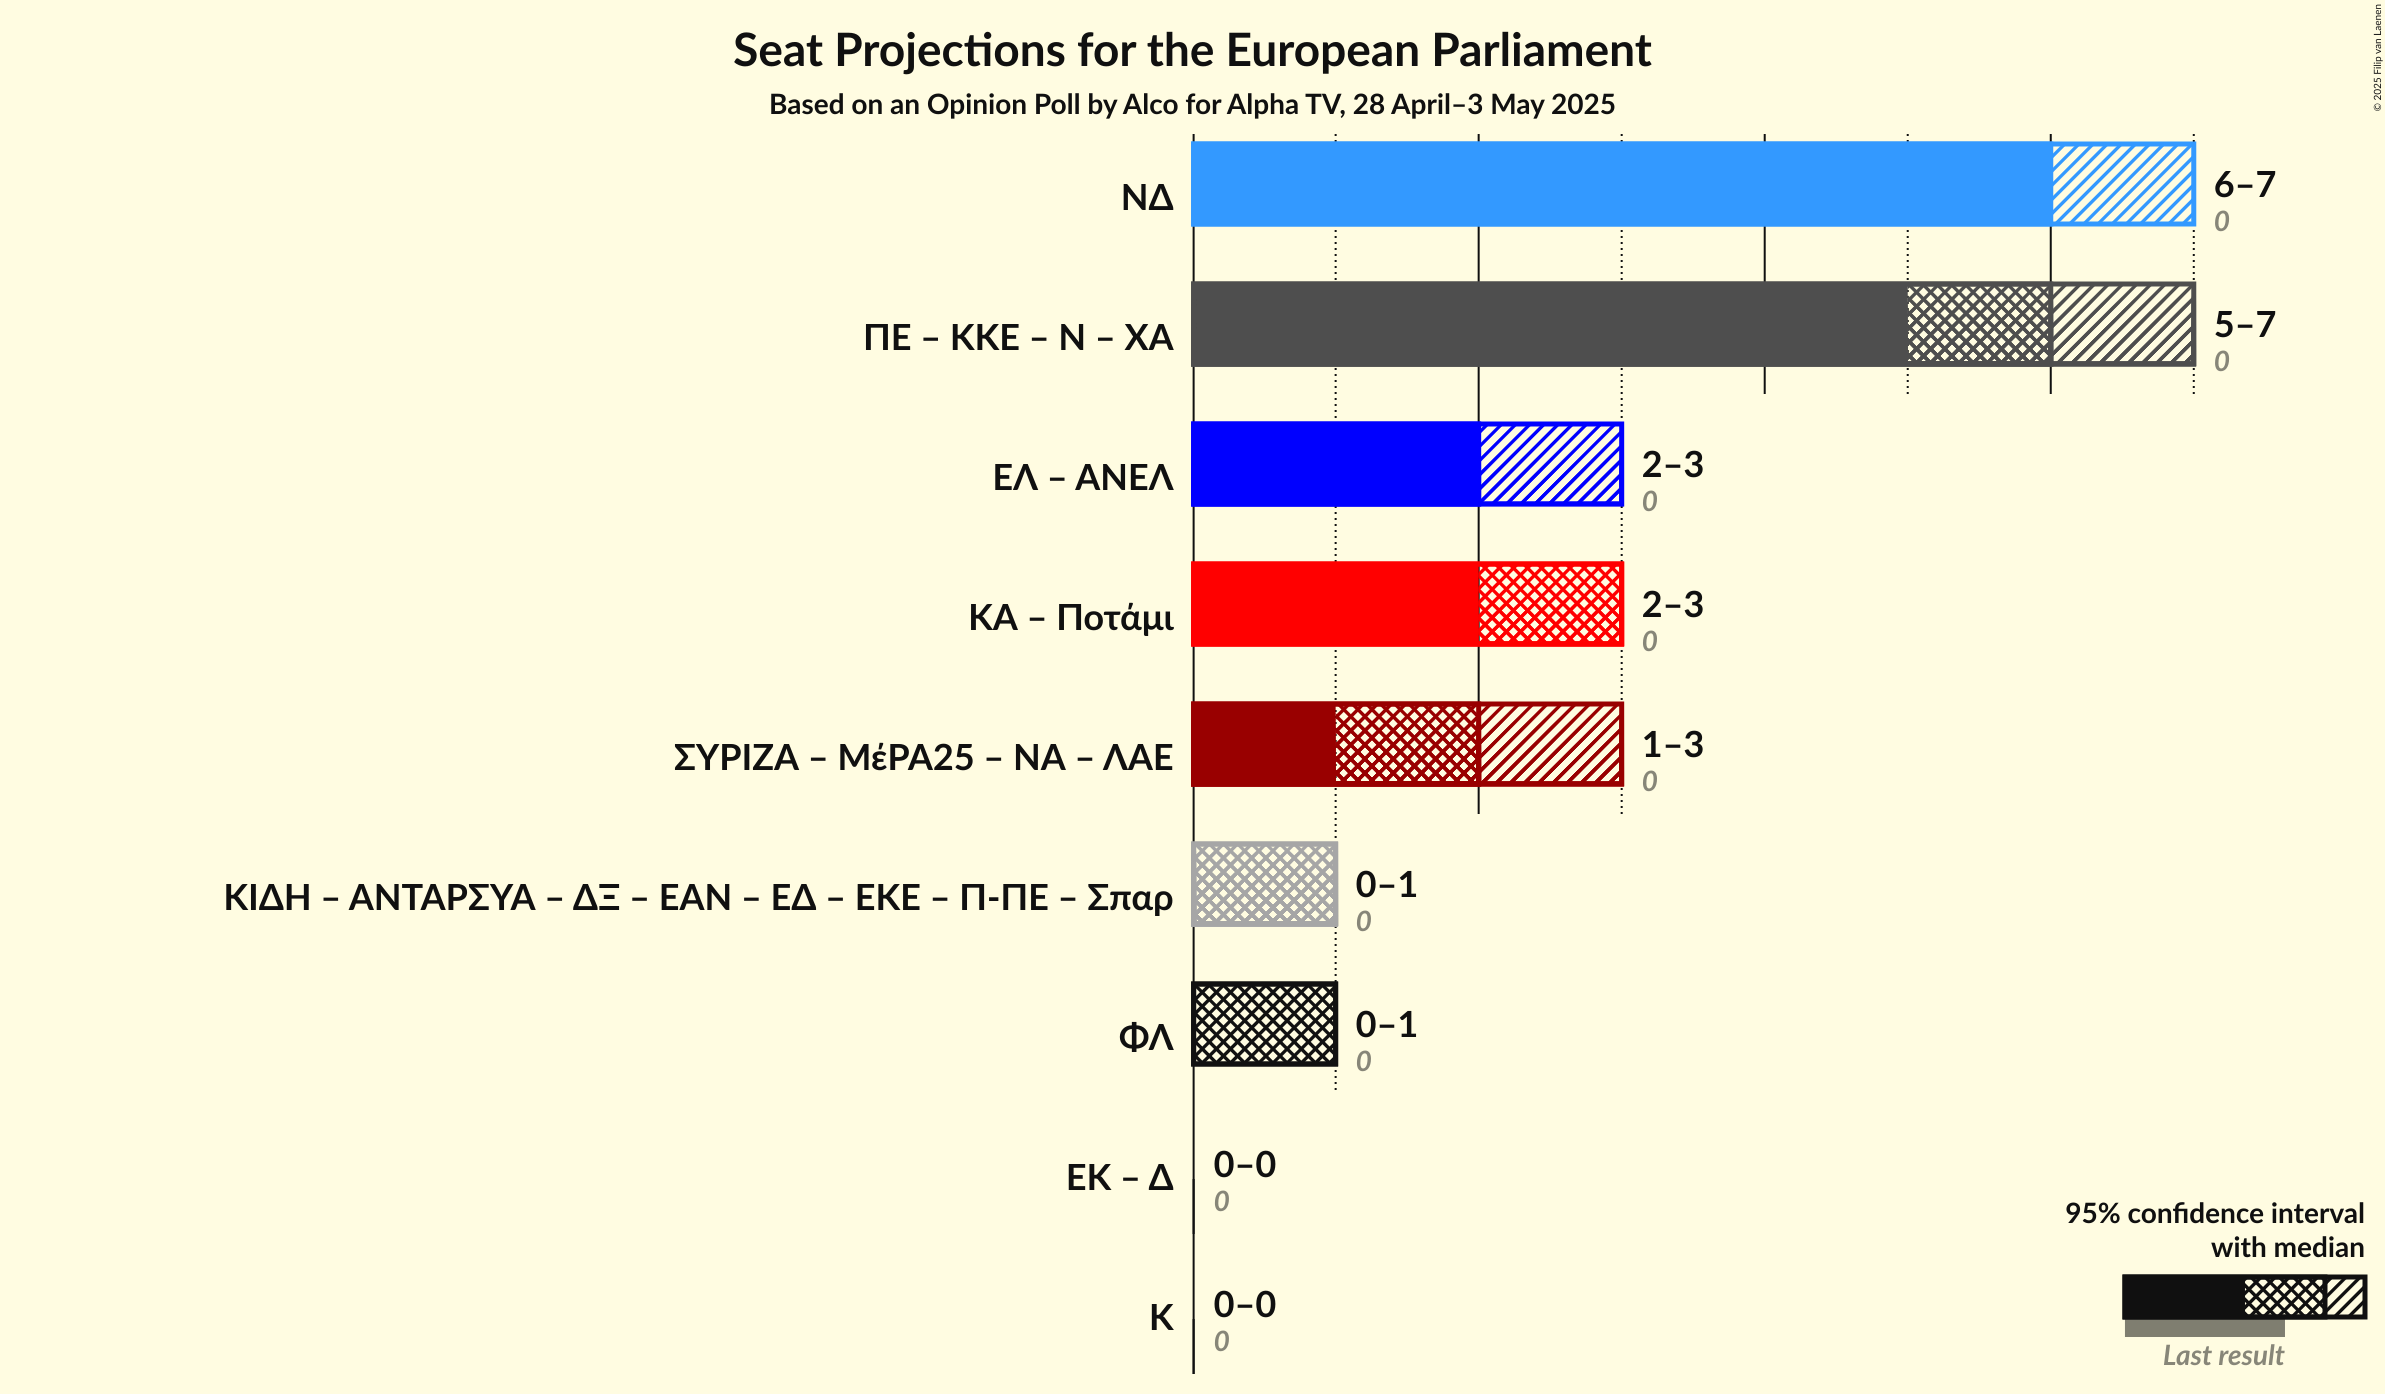 Seat Projections for the European Parliament
Based on an Opinion Poll by Alco for Alpha TV, 28 April–3 May 2025
© 2025 Filip van Laenen
ΝΔ
6–7
0
ΠΕ – ΚΚΕ – Ν – ΧΑ
5–7
0
ΕΛ – ΑΝΕΛ
2–3
0
ΚΑ – Ποτάμι
2–3
0
ΣΥΡΙΖΑ – ΜέΡΑ25 – ΝΑ – ΛΑΕ
1–3
0
ΚΙΔΗ – ΑΝΤΑΡΣΥΑ – ΔΞ – ΕΑΝ – ΕΔ – ΕΚΕ – Π-ΠΕ – Σπαρ
0–1
0
ΦΛ
0–1
0
ΕΚ – Δ
0–0
0
Κ
0–0
0
95% confidence interval
with median
Last result